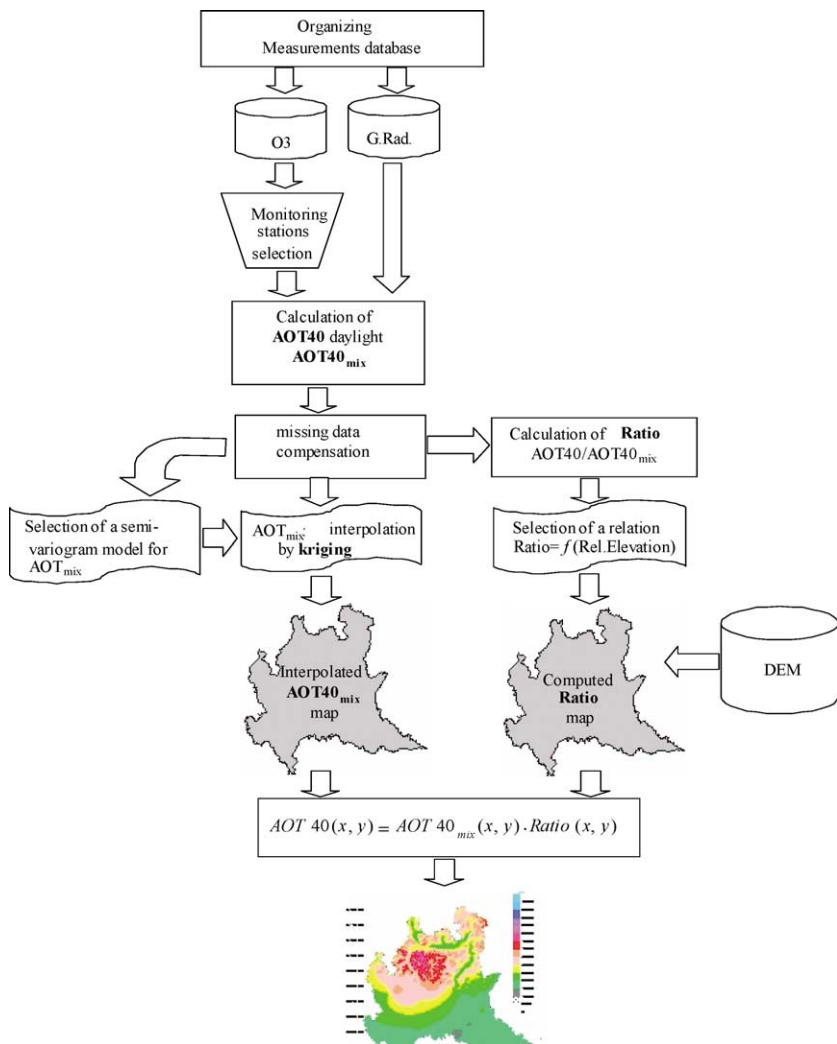 Organizing
Measurements database
O3
G.Rad.
Monitoring
stations
selection
Calculation of
AOT40 daylight
AOT40mix
missing data
compensation
Calculation of Ratio
AOT40/AOT40mix
Selection of a semi-
variogram model for
AOTmix
AOTmix interpolation
by kriging
Selection of a relation
Ratio= f (Rel.Elevation)
Interpolated
AOT40mix
map
Computed
Ratio
map
DEM
AOT 40(x, y) = AOT 40mix(x, y) . Ratio (x, y)